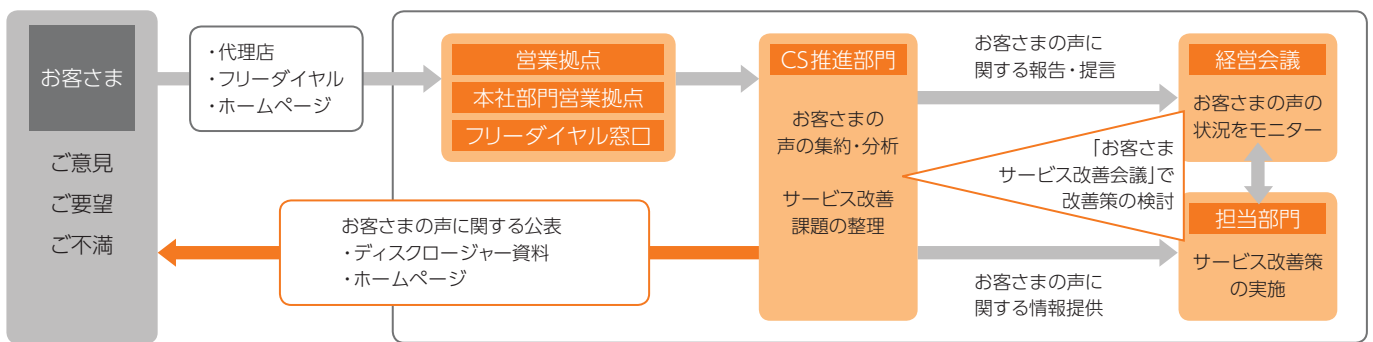 お客さま
ご意見
ご要望
ご不満
・代理店
・フリーダイヤル
・ホームページ
営業拠点
本社部門営業拠点
フリーダイヤル窓口
お客さまの声に関する公表
・ディスクロージャー資料
・ホームページ
CS推進部門
お客さまの
声の集約・分析
サービス改善
課題の整理
お客さまの声に
関する報告・提言
「お客さま
サービス改善会議」で
改善策の検討
お客さまの声に
関する情報提供
経営会議
お客さまの声の
状況をモニター
担当部門
サービス改善策
の実施